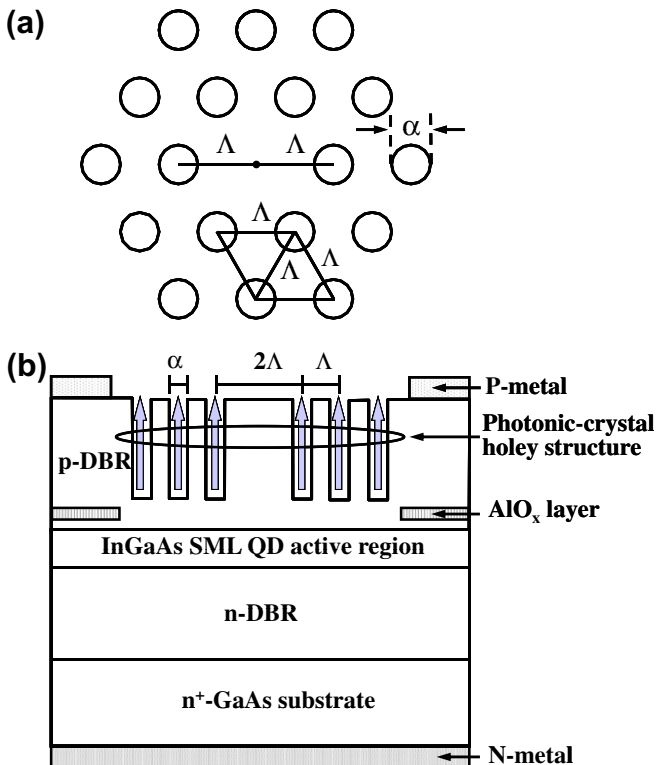 (a)
α
Λ Λ
Λ
Λ
Λ
(b)
α 2Λ Λ
P-metal
Photonic-crystal
holey structure
p-DBR
AlOx layer
InGaAs SML QD active region
n-DBR
n⁺-GaAs substrate
N-metal